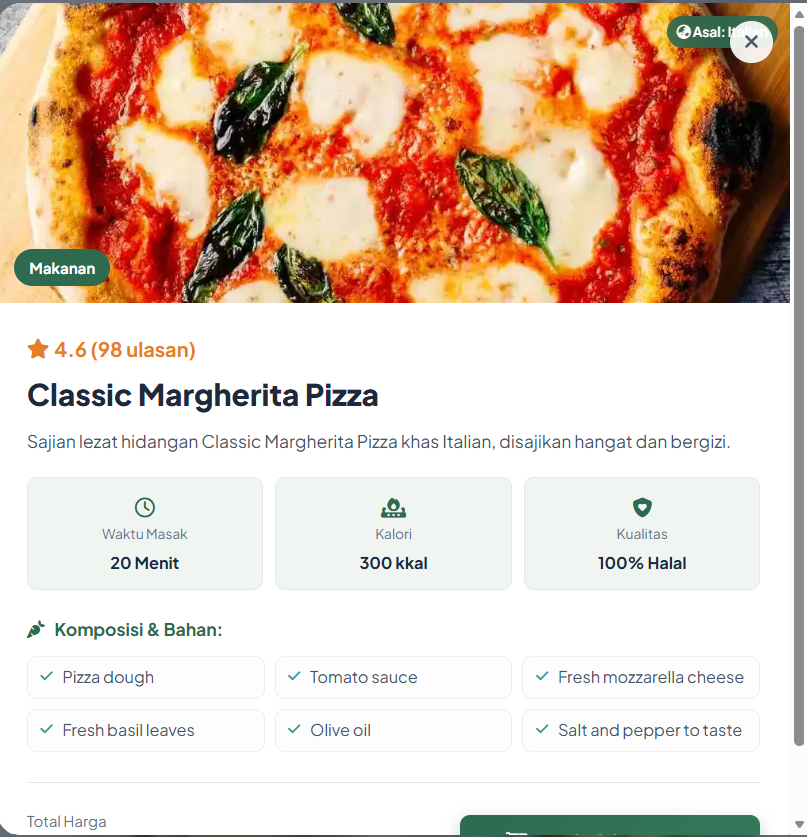 Asal: Italian
Makanan
4.6 (98 ulasan)
Classic Margherita Pizza
Sajian lezat hidangan Classic Margherita Pizza khas Italian, disajikan hangat dan bergizi.
Waktu Masak
20 Menit
Kalori
300 kkal
Kualitas
100% Halal
Komposisi & Bahan:
Pizza dough
Tomato sauce
Fresh mozzarella cheese
Fresh basil leaves
Olive oil
Salt and pepper to taste
Total Harga